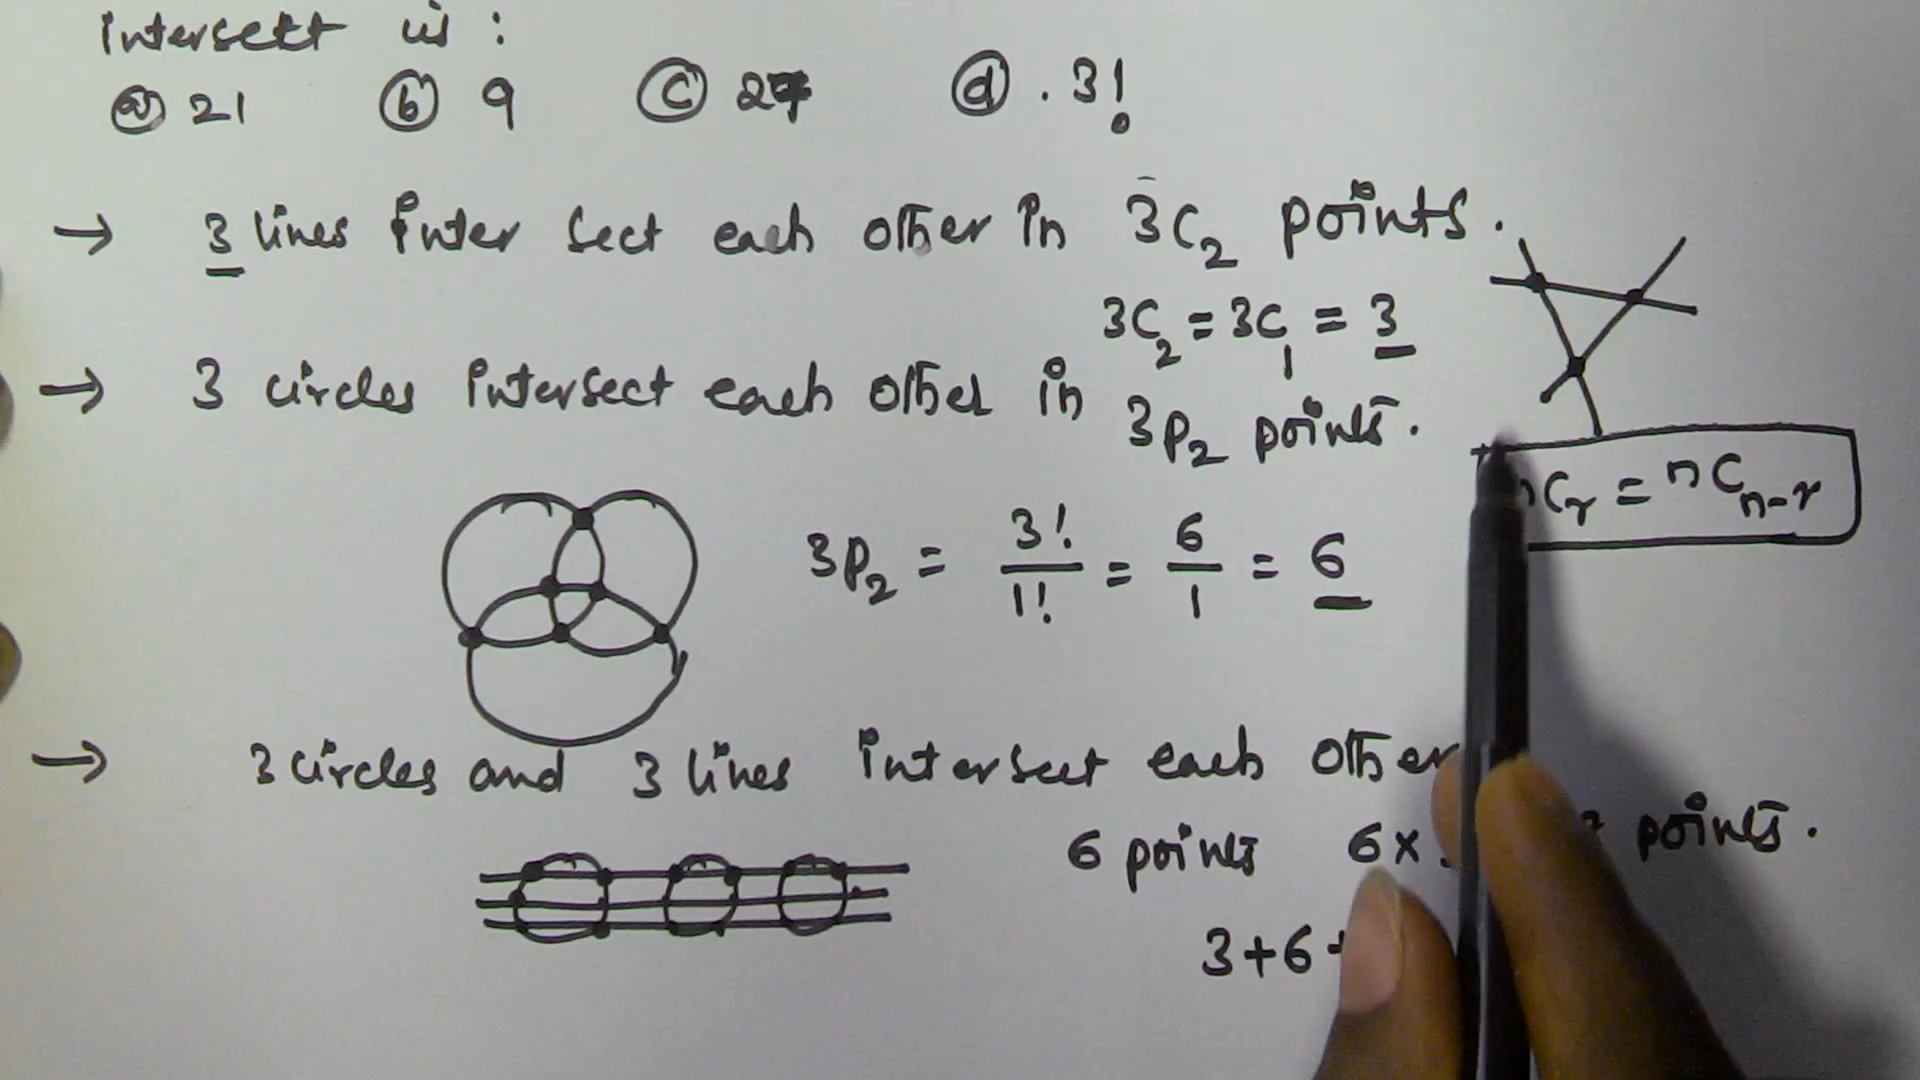 intersect is :
(a) 21 (b) 9 (c) 27 (d) . 3!
→ 3 lines inter sect each other in 3C₂ points.
3C₂ = 3C₁ = 3
→ 3 circles intersect each other in 3P₂ points.
nCr = nCn-r
3P₂ = 3!/1! = 6/1 = 6
→ 3 circles and 3 lines intersect each other
6 points 6× points.
3+6+